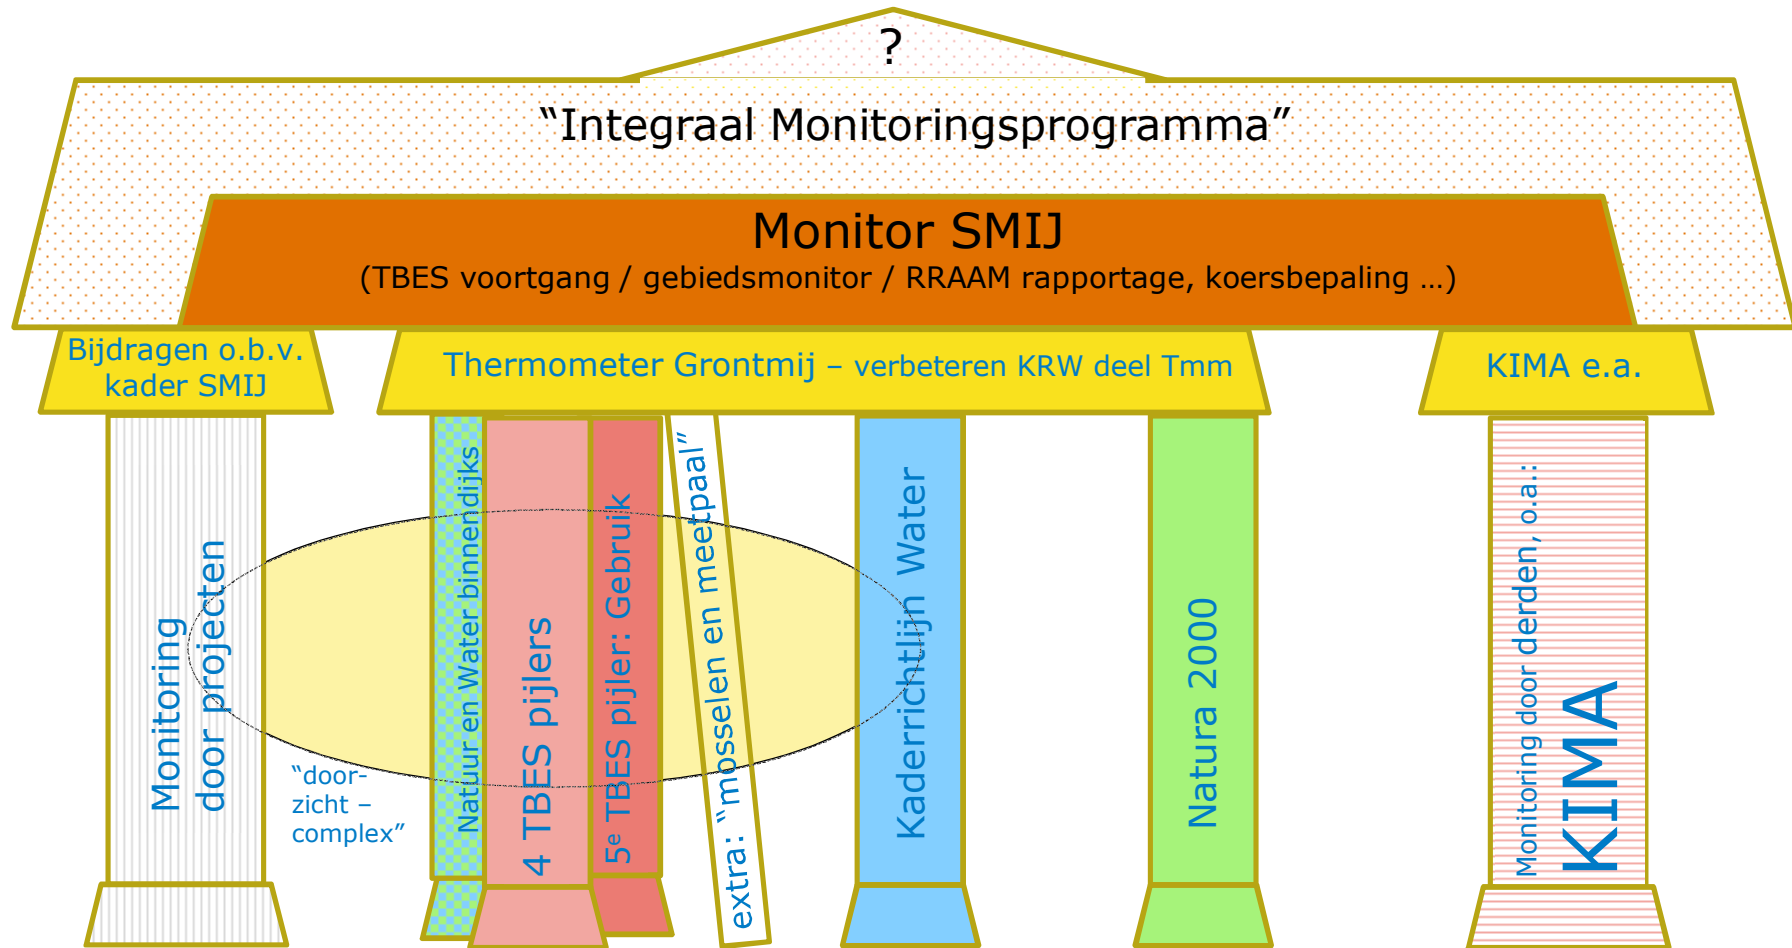 ?
“Integraal Monitoringsprogramma”
Monitor SMIJ
(TBES voortgang / gebiedsmonitor / RRAAM rapportage, koersbepaling …)
Bijdragen o.b.v.
kader SMIJ
Thermometer Grontmij – verbeteren KRW deel Tmm
KIMA e.a.
Monitoring
door projecten
“door-
zicht –
complex”
Natuur en Water binnendijks
4 TBES pijlers
5e TBES pijler: Gebruik
extra: “mosselen en meetpaal”
Kaderrichtlijn Water
Natura 2000
Monitoring door derden, o.a.:
KIMA